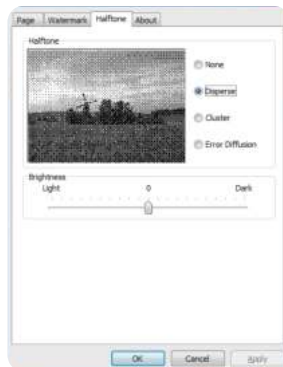 Page Watermark Halftone About
Halftone
None
Disperse
Cluster
Error Diffusion
Brightness
Light 0 Dark
OK Cancel Apply